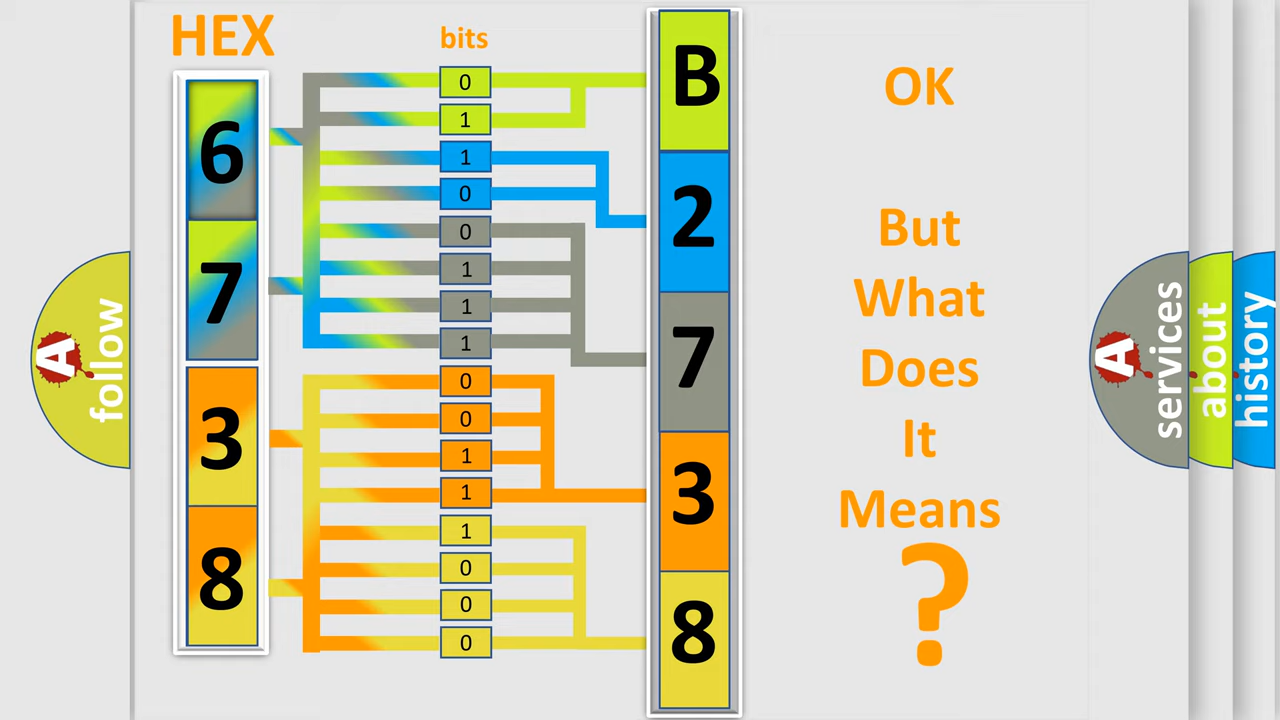 HEX
bits
6
7
3
8
0
1
1
0
0
1
1
1
0
0
1
1
1
0
0
0
B
2
7
3
8
OK
But
What
Does
It
Means
?
A
follow
A
services
about
history